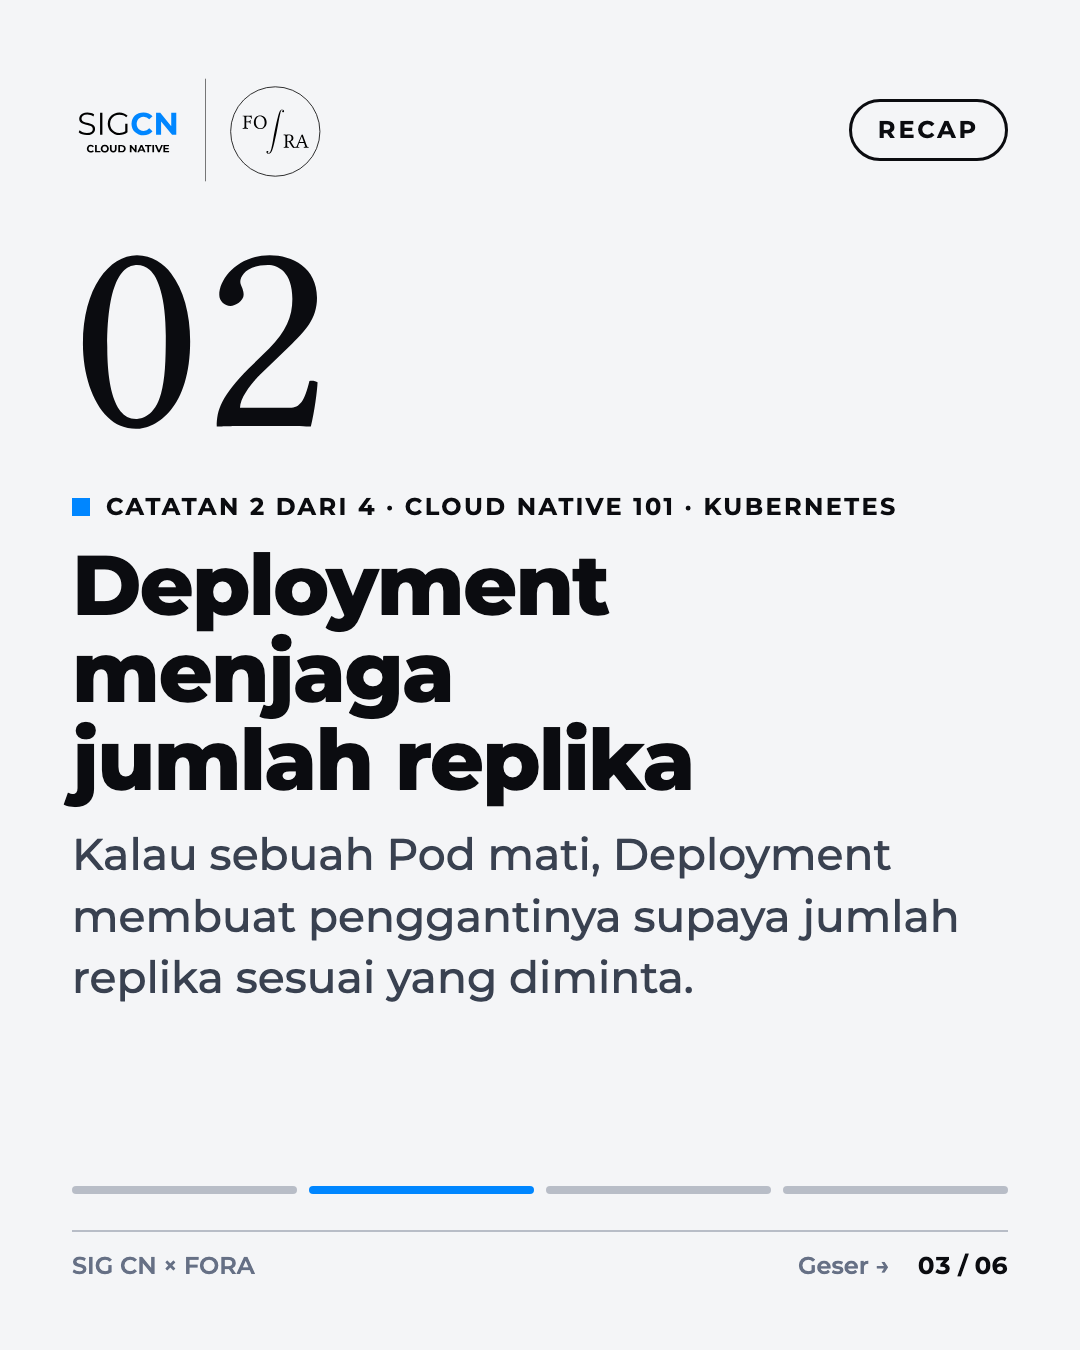 SIGCN
CLOUD NATIVE
FO
RA
RECAP
02
CATATAN 2 DARI 4 · CLOUD NATIVE 101 · KUBERNETES
Deployment
menjaga
jumlah replika
Kalau sebuah Pod mati, Deployment
membuat penggantinya supaya jumlah
replika sesuai yang diminta.
SIG CN × FORA
Geser → 03 / 06